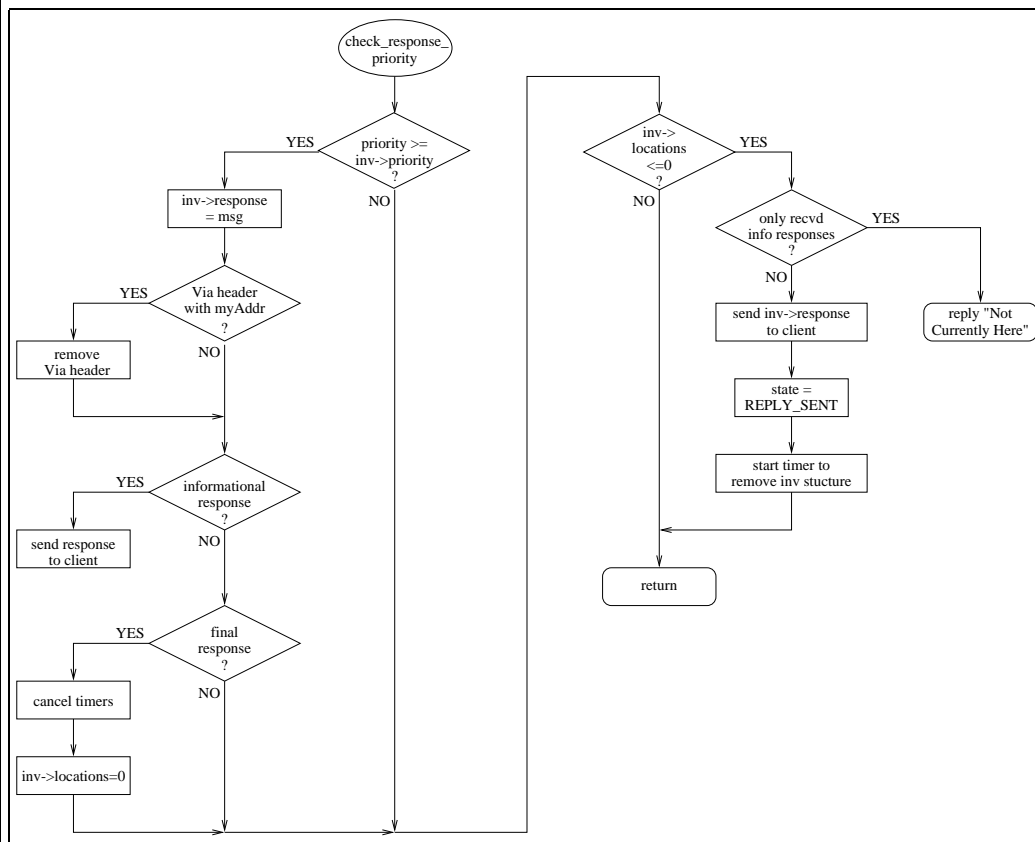 check_response_
priority
YES
priority >=
inv->priority
?
NO
inv->response
= msg
YES
Via header
with myAddr
?
NO
remove
Via header
YES
informational
response
?
NO
send response
to client
YES
final
response
?
NO
cancel timers
inv->locations=0
inv->
locations
<=0
?
YES
NO
only recvd
info responses
?
YES
NO
send inv->response
to client
reply "Not
Currently Here"
state =
REPLY_SENT
start timer to
remove inv stucture
return